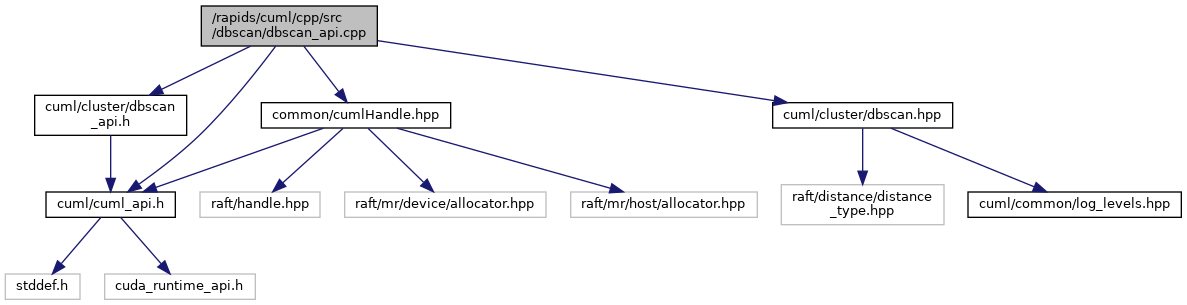 /rapids/cuml/cpp/src
/dbscan/dbscan_api.cpp
cuml/cluster/dbscan
_api.h
common/cumlHandle.hpp
cuml/cluster/dbscan.hpp
cuml/cuml_api.h
raft/handle.hpp
raft/mr/device/allocator.hpp
raft/mr/host/allocator.hpp
raft/distance/distance
_type.hpp
cuml/common/log_levels.hpp
stddef.h
cuda_runtime_api.h